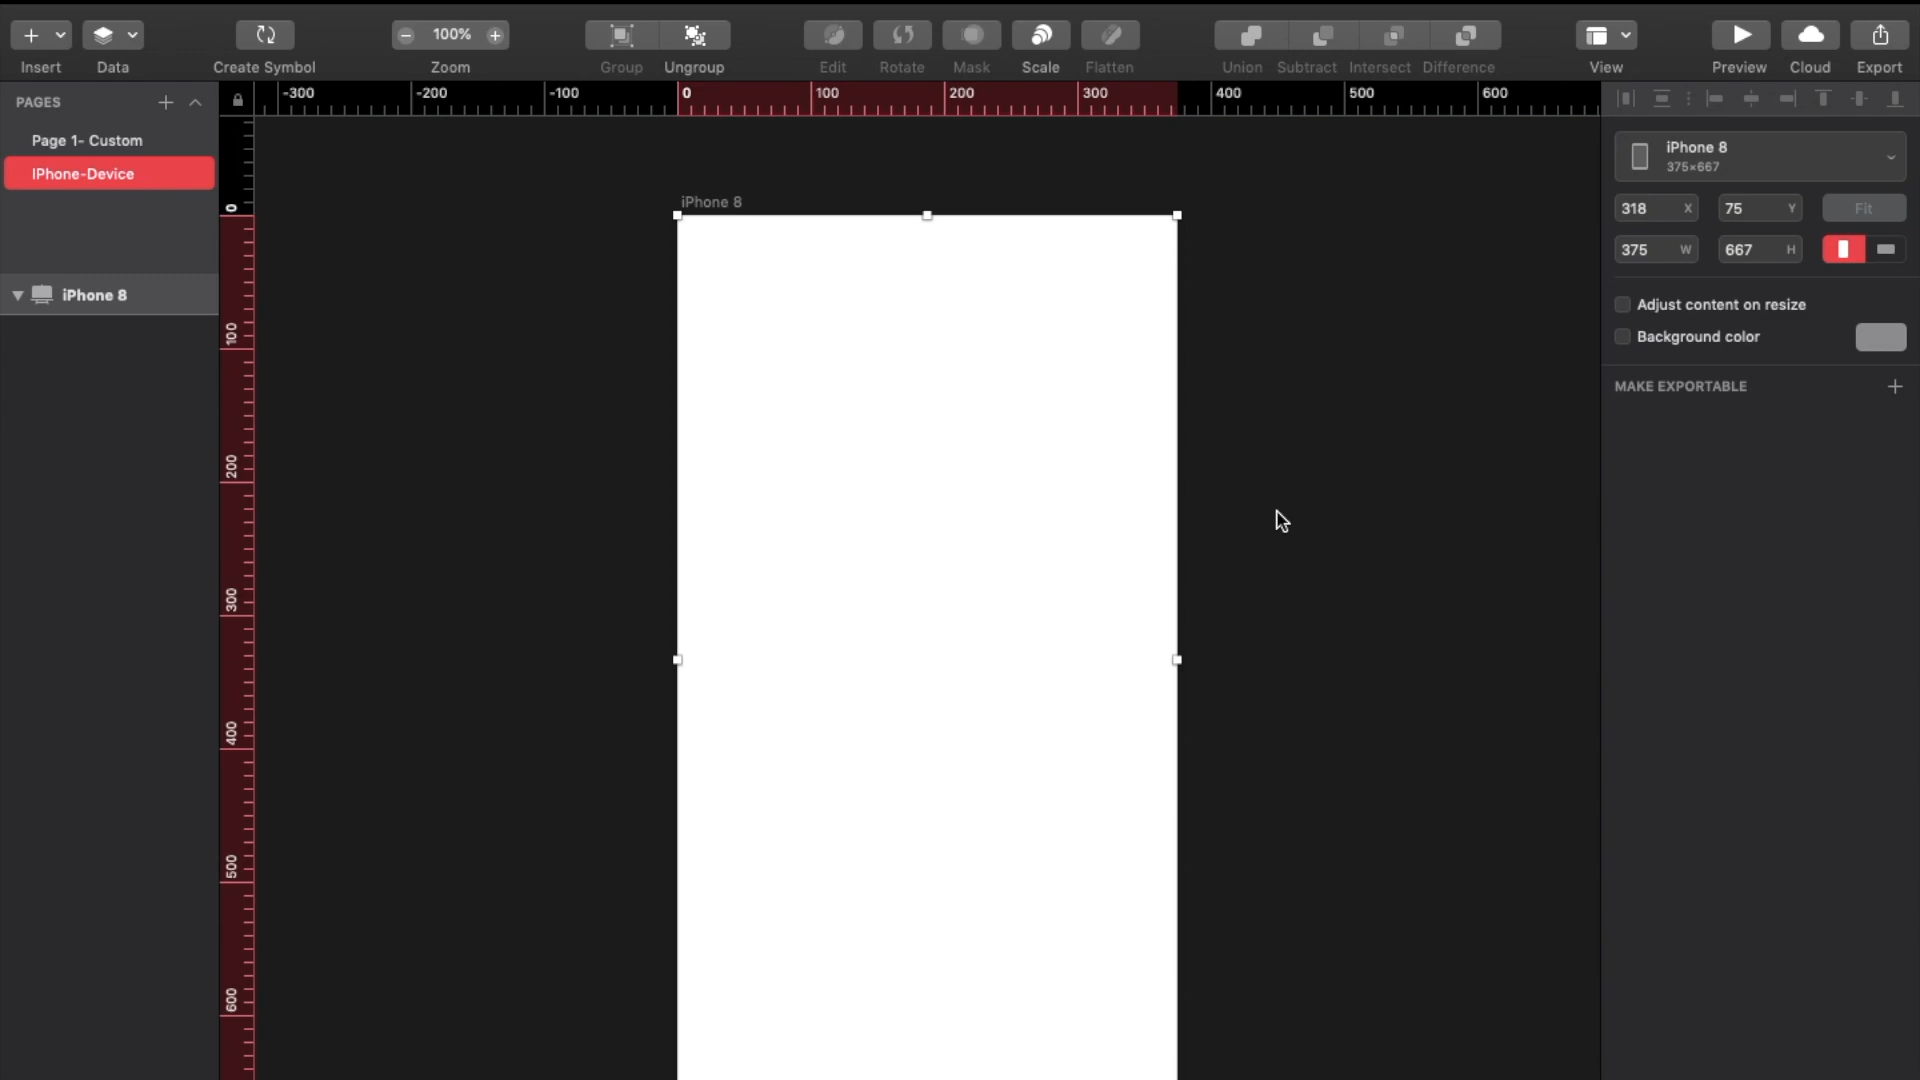 100%
Insert Data Create Symbol Zoom Group Ungroup Edit Rotate Mask Scale Flatten Union Subtract Intersect Difference View Preview Cloud Export
PAGES
Page 1- Custom
IPhone-Device
iPhone 8
-300 -200 -100 0 100 200 300 400 500 600
0
100
200
300
400
500
600
iPhone 8
iPhone 8
375×667
318 X 75 Y Fit
375 W 667 H
Adjust content on resize
Background color
MAKE EXPORTABLE